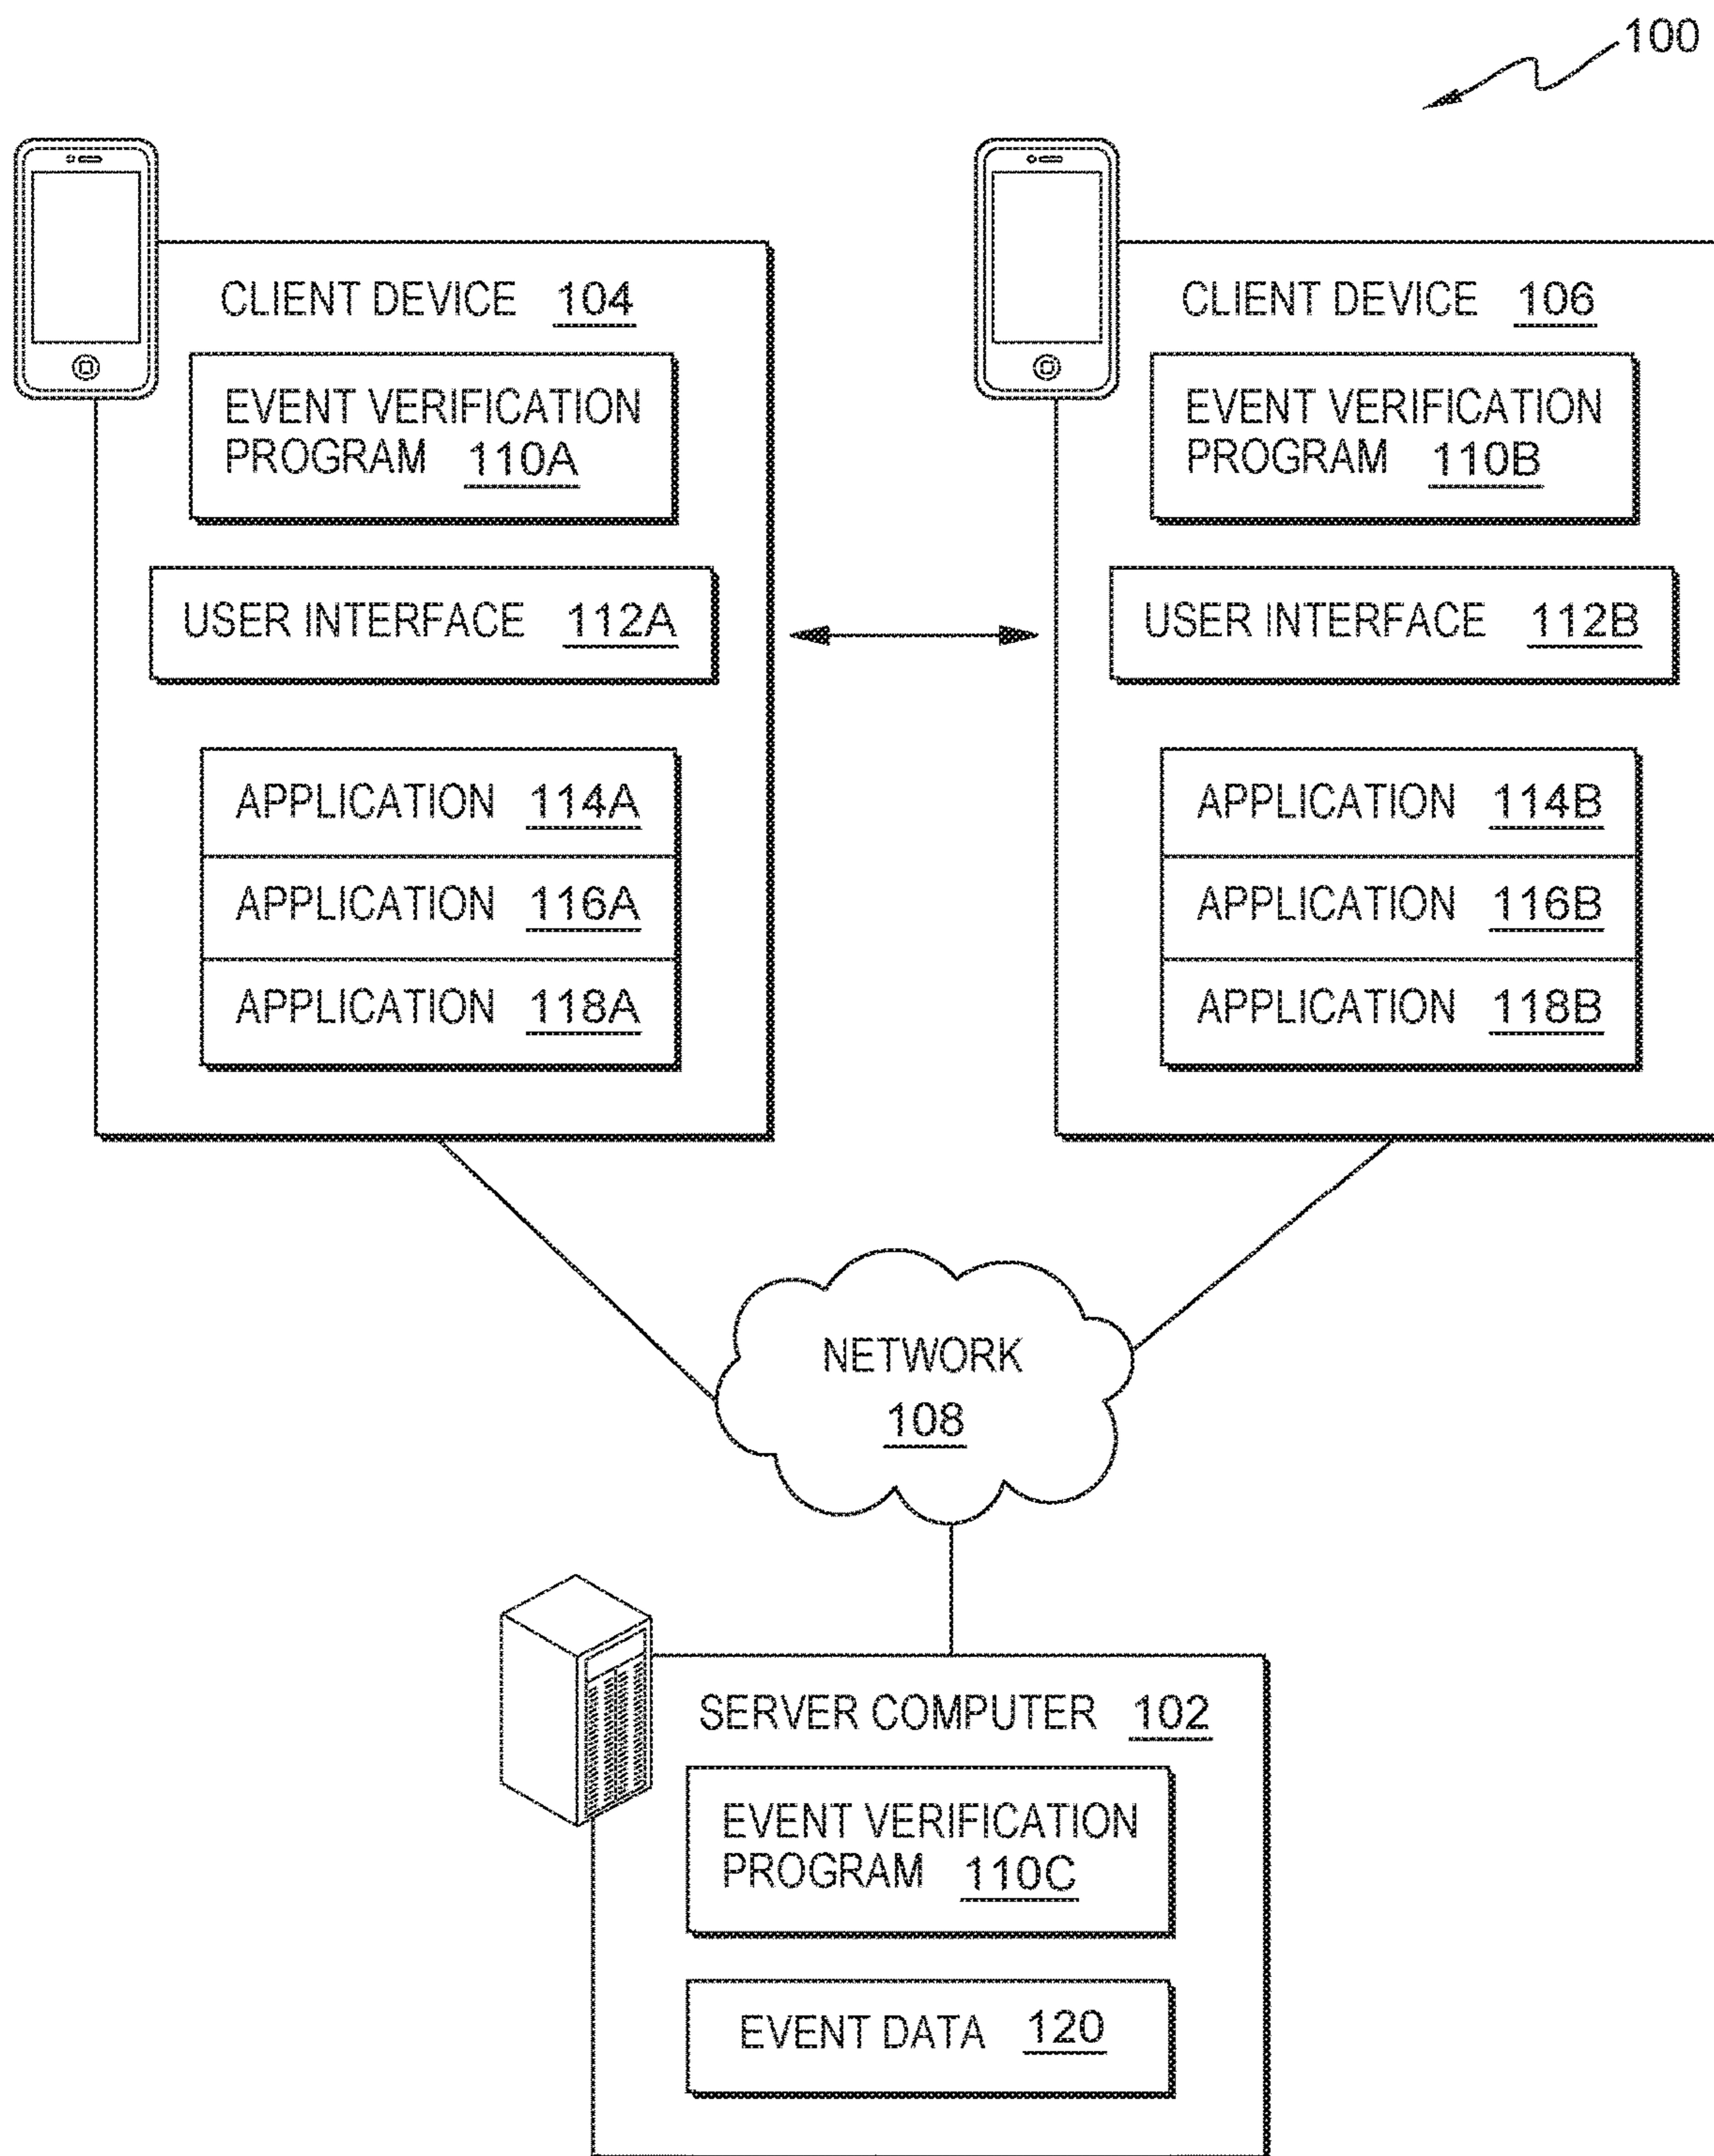 100
CLIENT DEVICE 104
EVENT VERIFICATION
PROGRAM 110A
USER INTERFACE 112A
APPLICATION 114A
APPLICATION 116A
APPLICATION 118A
CLIENT DEVICE 106
EVENT VERIFICATION
PROGRAM 110B
USER INTERFACE 112B
APPLICATION 114B
APPLICATION 116B
APPLICATION 118B
NETWORK
108
SERVER COMPUTER 102
EVENT VERIFICATION
PROGRAM 110C
EVENT DATA 120